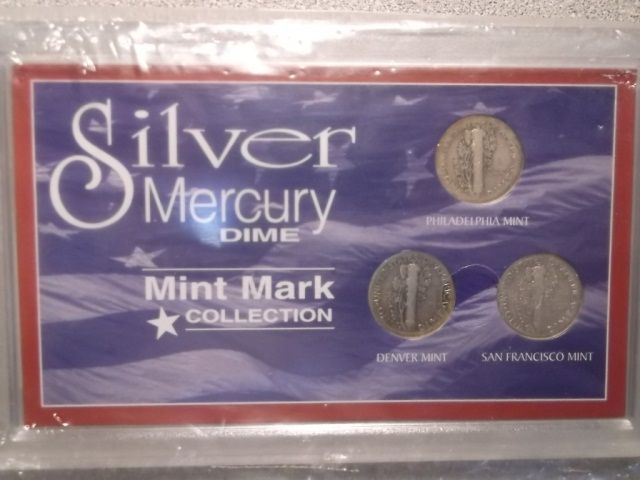 Silver
Mercury
DIME
Mint Mark
COLLECTION
PHILADELPHIA MINT
DENVER MINT
SAN FRANCISCO MINT